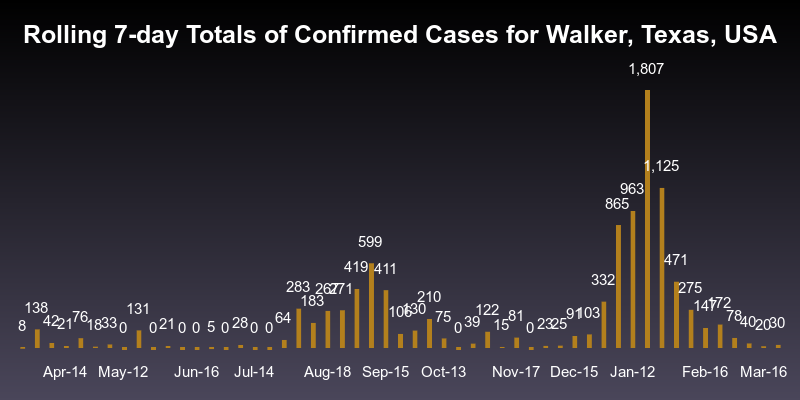 Rolling 7-day Totals of Confirmed Cases for Walker, Texas, USA
8 138 42 21 76 18 33 0 131 0 21 0 0 5 0 28 0 0 64 283 183 267 271 419 599 411 106 130 210 75 0 39 122 15 81 0 23 25 91 103 332 865 963 1,807 1,125 471 275 147 172 78 40 20 30
Apr-14 May-12 Jun-16 Jul-14 Aug-18 Sep-15 Oct-13 Nov-17 Dec-15 Jan-12 Feb-16 Mar-16